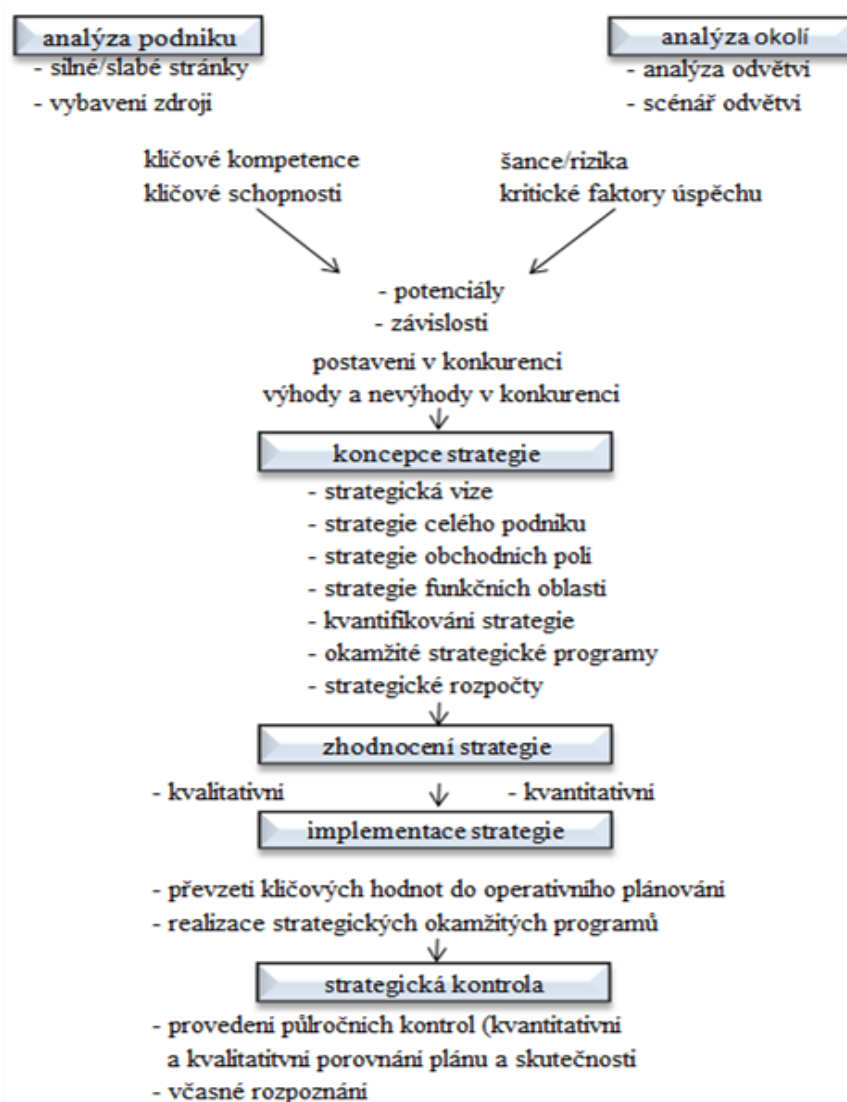 analýza podniku
- silné/slabé stránky
- vybavení zdroji
analýza okolí
- analýza odvětví
- scénář odvětví
klíčové kompetence
klíčové schopnosti
šance/rizika
kritické faktory úspěchu
- potenciály
- závislosti
postavení v konkurenci
výhody a nevýhody v konkurenci
koncepce strategie
- strategická vize
- strategie celého podniku
- strategie obchodních polí
- strategie funkčních oblastí
- kvantifikování strategie
- okamžité strategické programy
- strategické rozpočty
zhodnocení strategie
- kvalitativní
- kvantitativní
implementace strategie
- převzetí klíčových hodnot do operativního plánování
- realizace strategických okamžitých programů
strategická kontrola
- provedení půlročních kontrol (kvantitativní
a kvalitatitvní porovnání plánu a skutečnosti
- včasné rozpoznání